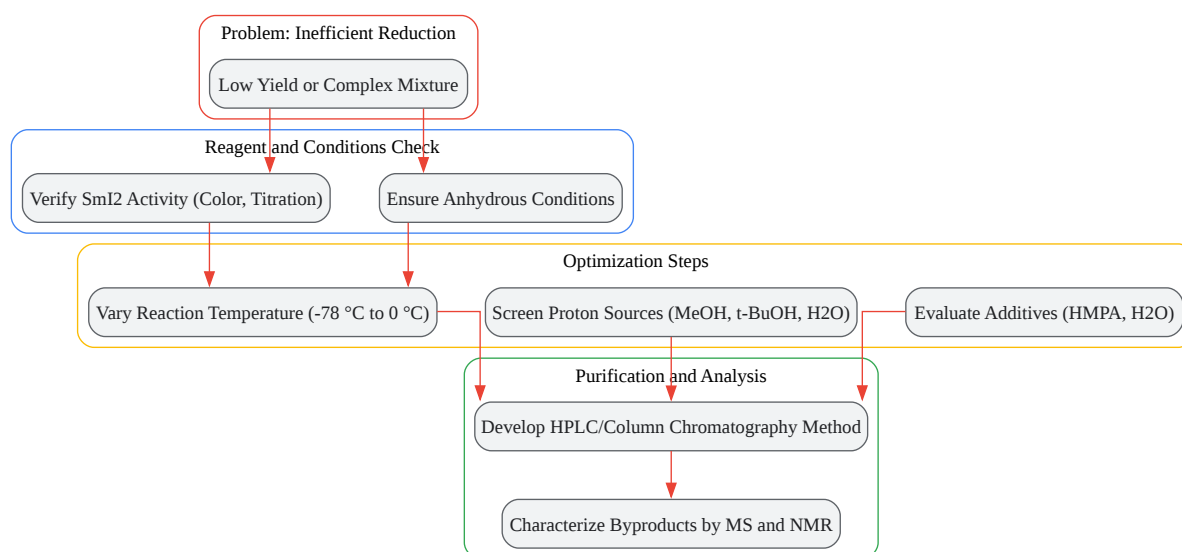 Problem: Inefficient Reduction
Low Yield or Complex Mixture
Reagent and Conditions Check
Verify SmI2 Activity (Color, Titration)
Ensure Anhydrous Conditions
Optimization Steps
Vary Reaction Temperature (-78 °C to 0 °C)
Screen Proton Sources (MeOH, t-BuOH, H2O)
Evaluate Additives (HMPA, H2O)
Purification and Analysis
Develop HPLC/Column Chromatography Method
Characterize Byproducts by MS and NMR